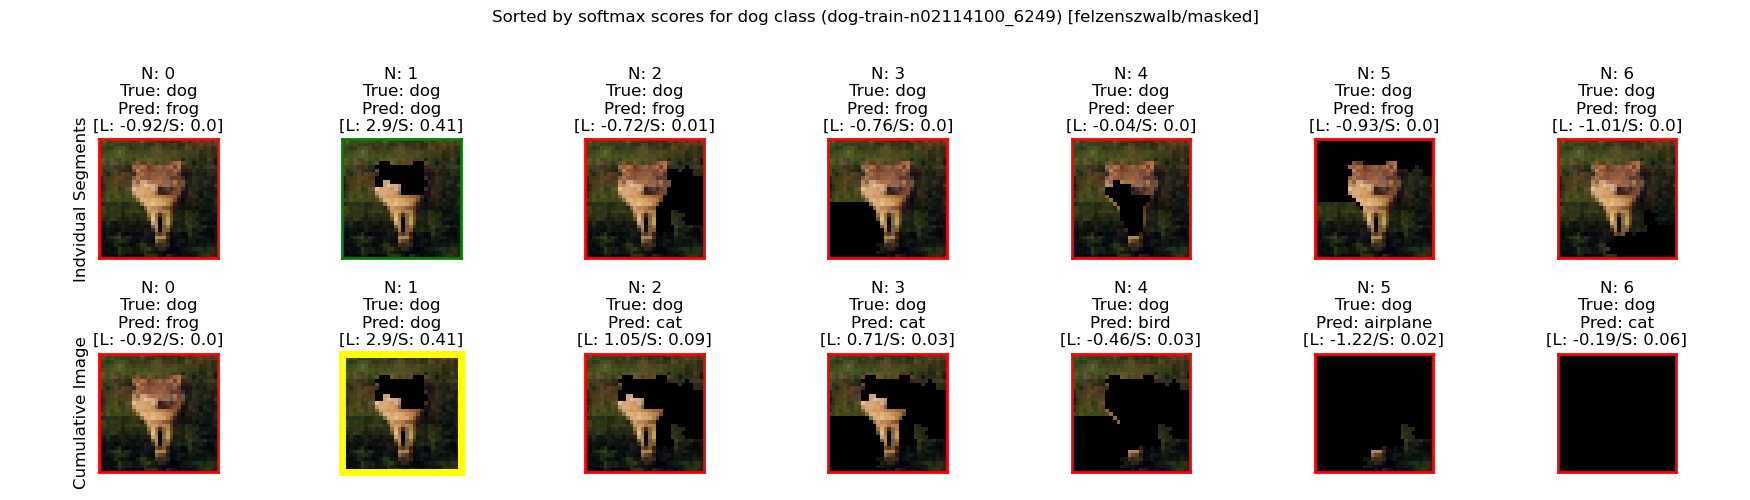 Sorted by softmax scores for dog class (dog-train-n02114100_6249) [felzenszwalb/masked]
Indvidual Segments
N: 0
True: dog
Pred: frog
[L: -0.92/S: 0.0]
N: 1
True: dog
Pred: dog
[L: 2.9/S: 0.41]
N: 2
True: dog
Pred: frog
[L: -0.72/S: 0.01]
N: 3
True: dog
Pred: frog
[L: -0.76/S: 0.0]
N: 4
True: dog
Pred: deer
[L: -0.04/S: 0.0]
N: 5
True: dog
Pred: frog
[L: -0.93/S: 0.0]
N: 6
True: dog
Pred: frog
[L: -1.01/S: 0.0]
Cumulative Image
N: 0
True: dog
Pred: frog
[L: -0.92/S: 0.0]
N: 1
True: dog
Pred: dog
[L: 2.9/S: 0.41]
N: 2
True: dog
Pred: cat
[L: 1.05/S: 0.09]
N: 3
True: dog
Pred: cat
[L: 0.71/S: 0.03]
N: 4
True: dog
Pred: bird
[L: -0.46/S: 0.03]
N: 5
True: dog
Pred: airplane
[L: -1.22/S: 0.02]
N: 6
True: dog
Pred: cat
[L: -0.19/S: 0.06]